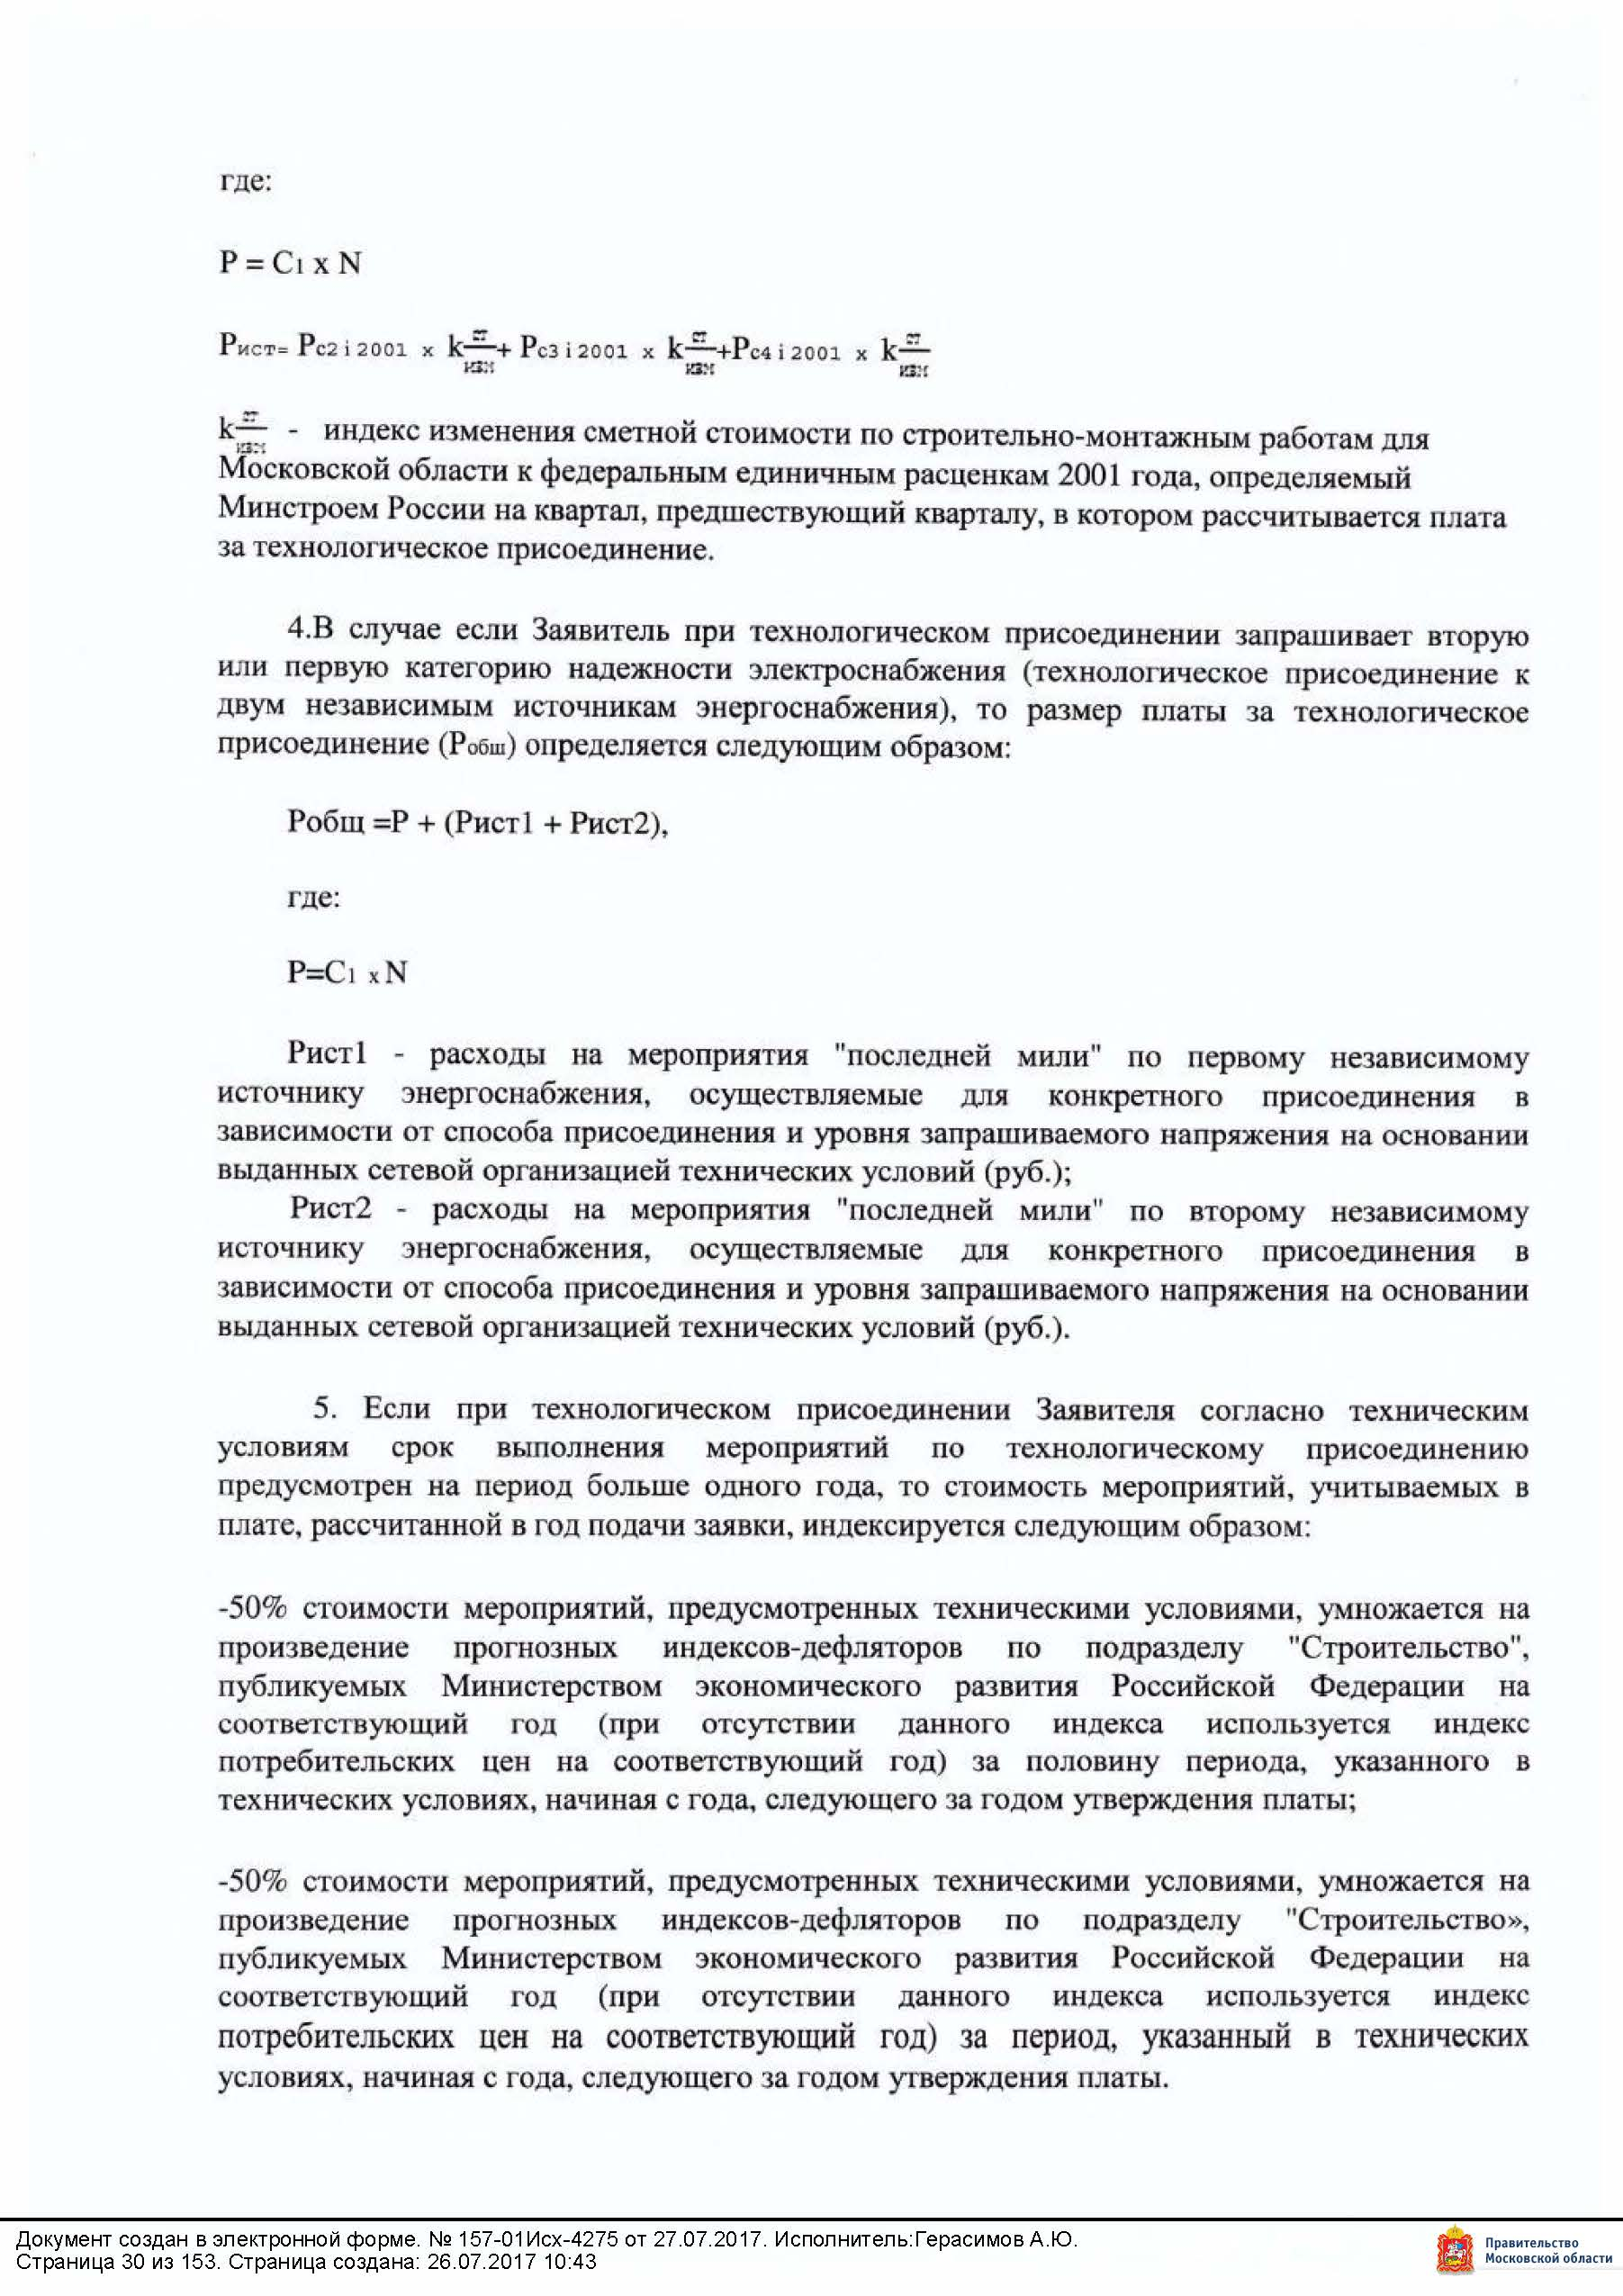 где:
P = C1 x N
Рист= Рс2 i 2001 x k изм + Рс3 i 2001 x k изм +Рс4 i 2001 x k изм
k изм - индекс изменения сметной стоимости по строительно-монтажным работам для
Московской области к федеральным единичным расценкам 2001 года, определяемый
Минстроем России на квартал, предшествующий кварталу, в котором рассчитывается плата
за технологическое присоединение.
4.В случае если Заявитель при технологическом присоединении запрашивает вторую
или первую категорию надежности электроснабжения (технологическое присоединение к
двум независимым источникам энергоснабжения), то размер платы за технологическое
присоединение (Робщ) определяется следующим образом:
Робщ =Р + (Рист1 + Рист2),
где:
P=C1 x N
Рист1 - расходы на мероприятия "последней мили" по первому независимому
источнику энергоснабжения, осуществляемые для конкретного присоединения в
зависимости от способа присоединения и уровня запрашиваемого напряжения на основании
выданных сетевой организацией технических условий (руб.);
Рист2 - расходы на мероприятия "последней мили" по второму независимому
источнику энергоснабжения, осуществляемые для конкретного присоединения в
зависимости от способа присоединения и уровня запрашиваемого напряжения на основании
выданных сетевой организацией технических условий (руб.).
5. Если при технологическом присоединении Заявителя согласно техническим
условиям срок выполнения мероприятий по технологическому присоединению
предусмотрен на период больше одного года, то стоимость мероприятий, учитываемых в
плате, рассчитанной в год подачи заявки, индексируется следующим образом:
-50% стоимости мероприятий, предусмотренных техническими условиями, умножается на
произведение прогнозных индексов-дефляторов по подразделу "Строительство",
публикуемых Министерством экономического развития Российской Федерации на
соответствующий год (при отсутствии данного индекса используется индекс
потребительских цен на соответствующий год) за половину периода, указанного в
технических условиях, начиная с года, следующего за годом утверждения платы;
-50% стоимости мероприятий, предусмотренных техническими условиями, умножается на
произведение прогнозных индексов-дефляторов по подразделу "Строительство»,
публикуемых Министерством экономического развития Российской Федерации на
соответствующий год (при отсутствии данного индекса используется индекс
потребительских цен на соответствующий год) за период, указанный в технических
условиях, начиная с года, следующего за годом утверждения платы.
Документ создан в электронной форме. № 157-01Исх-4275 от 27.07.2017. Исполнитель:Герасимов А.Ю.
Страница 30 из 153. Страница создана: 26.07.2017 10:43
Правительство
Московской области